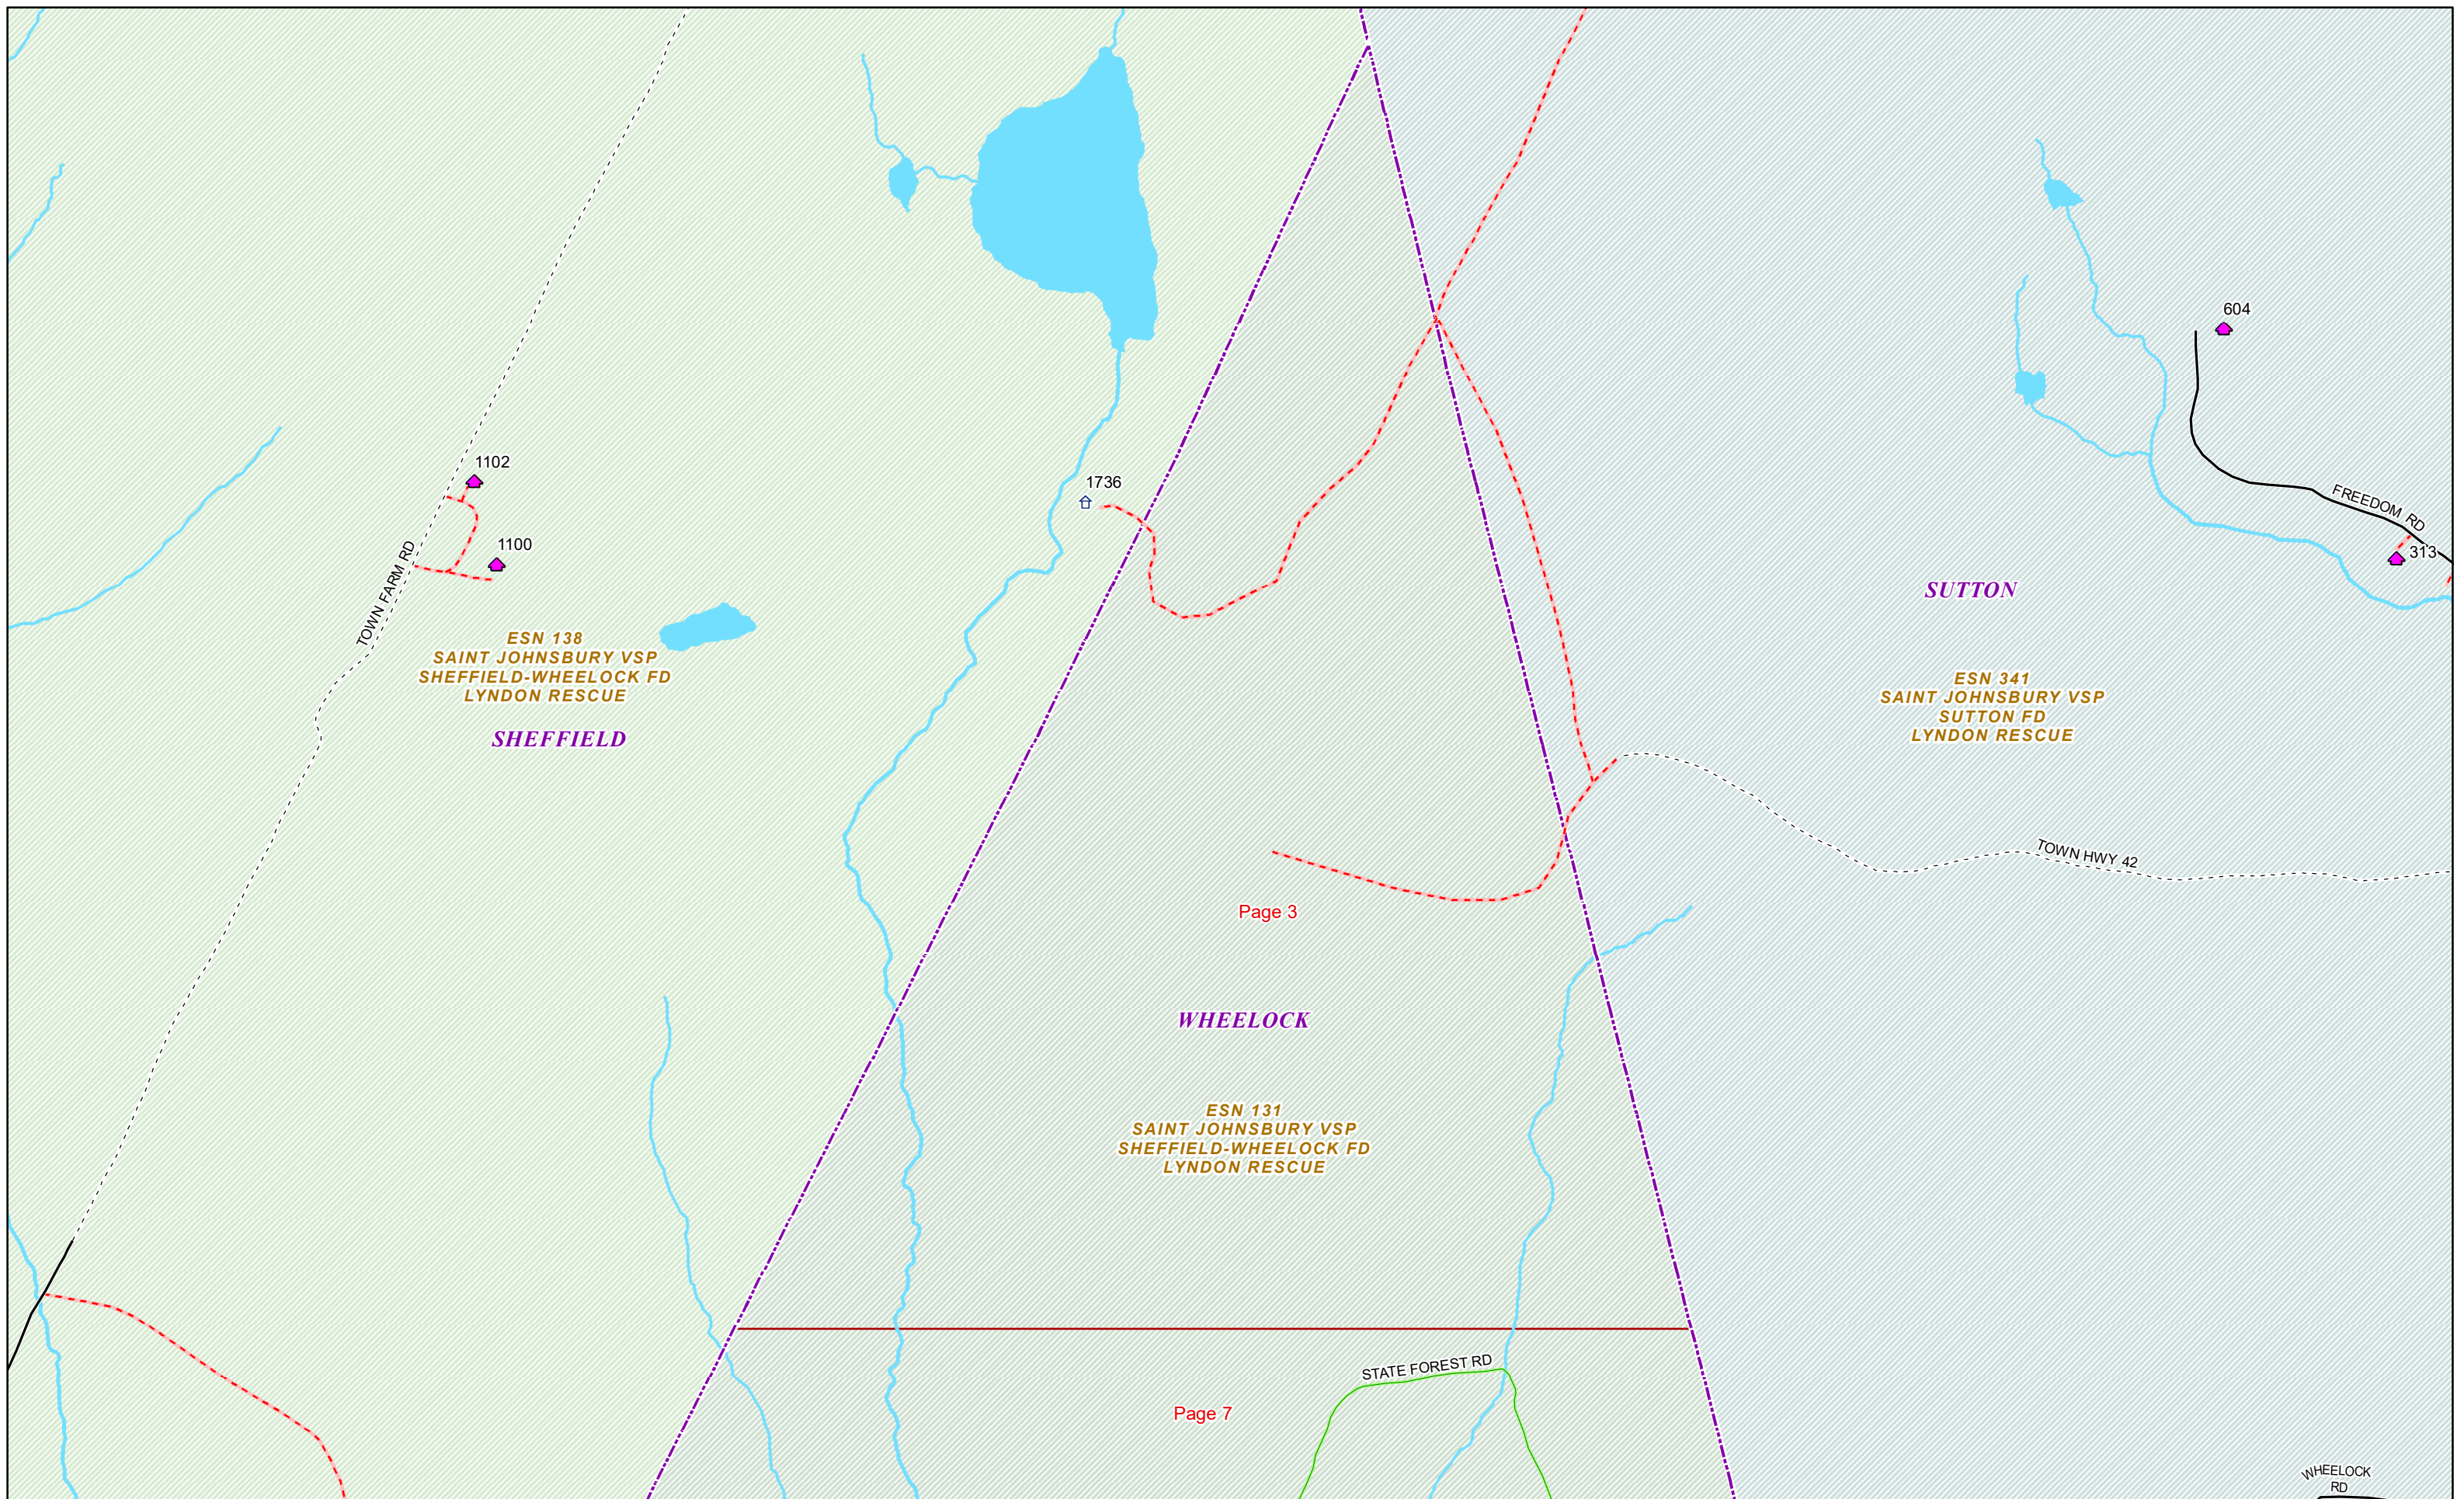 604
1102
1736
FREEDOM RD
1100
313
TOWN FARM RD
SUTTON
ESN 138
SAINT JOHNSBURY VSP
SHEFFIELD-WHEELOCK FD
LYNDON RESCUE
ESN 341
SAINT JOHNSBURY VSP
SUTTON FD
LYNDON RESCUE
SHEFFIELD
TOWN HWY 42
Page 3
WHEELOCK
ESN 131
SAINT JOHNSBURY VSP
SHEFFIELD-WHEELOCK FD
LYNDON RESCUE
STATE FOREST RD
Page 7
WHEELOCK
RD